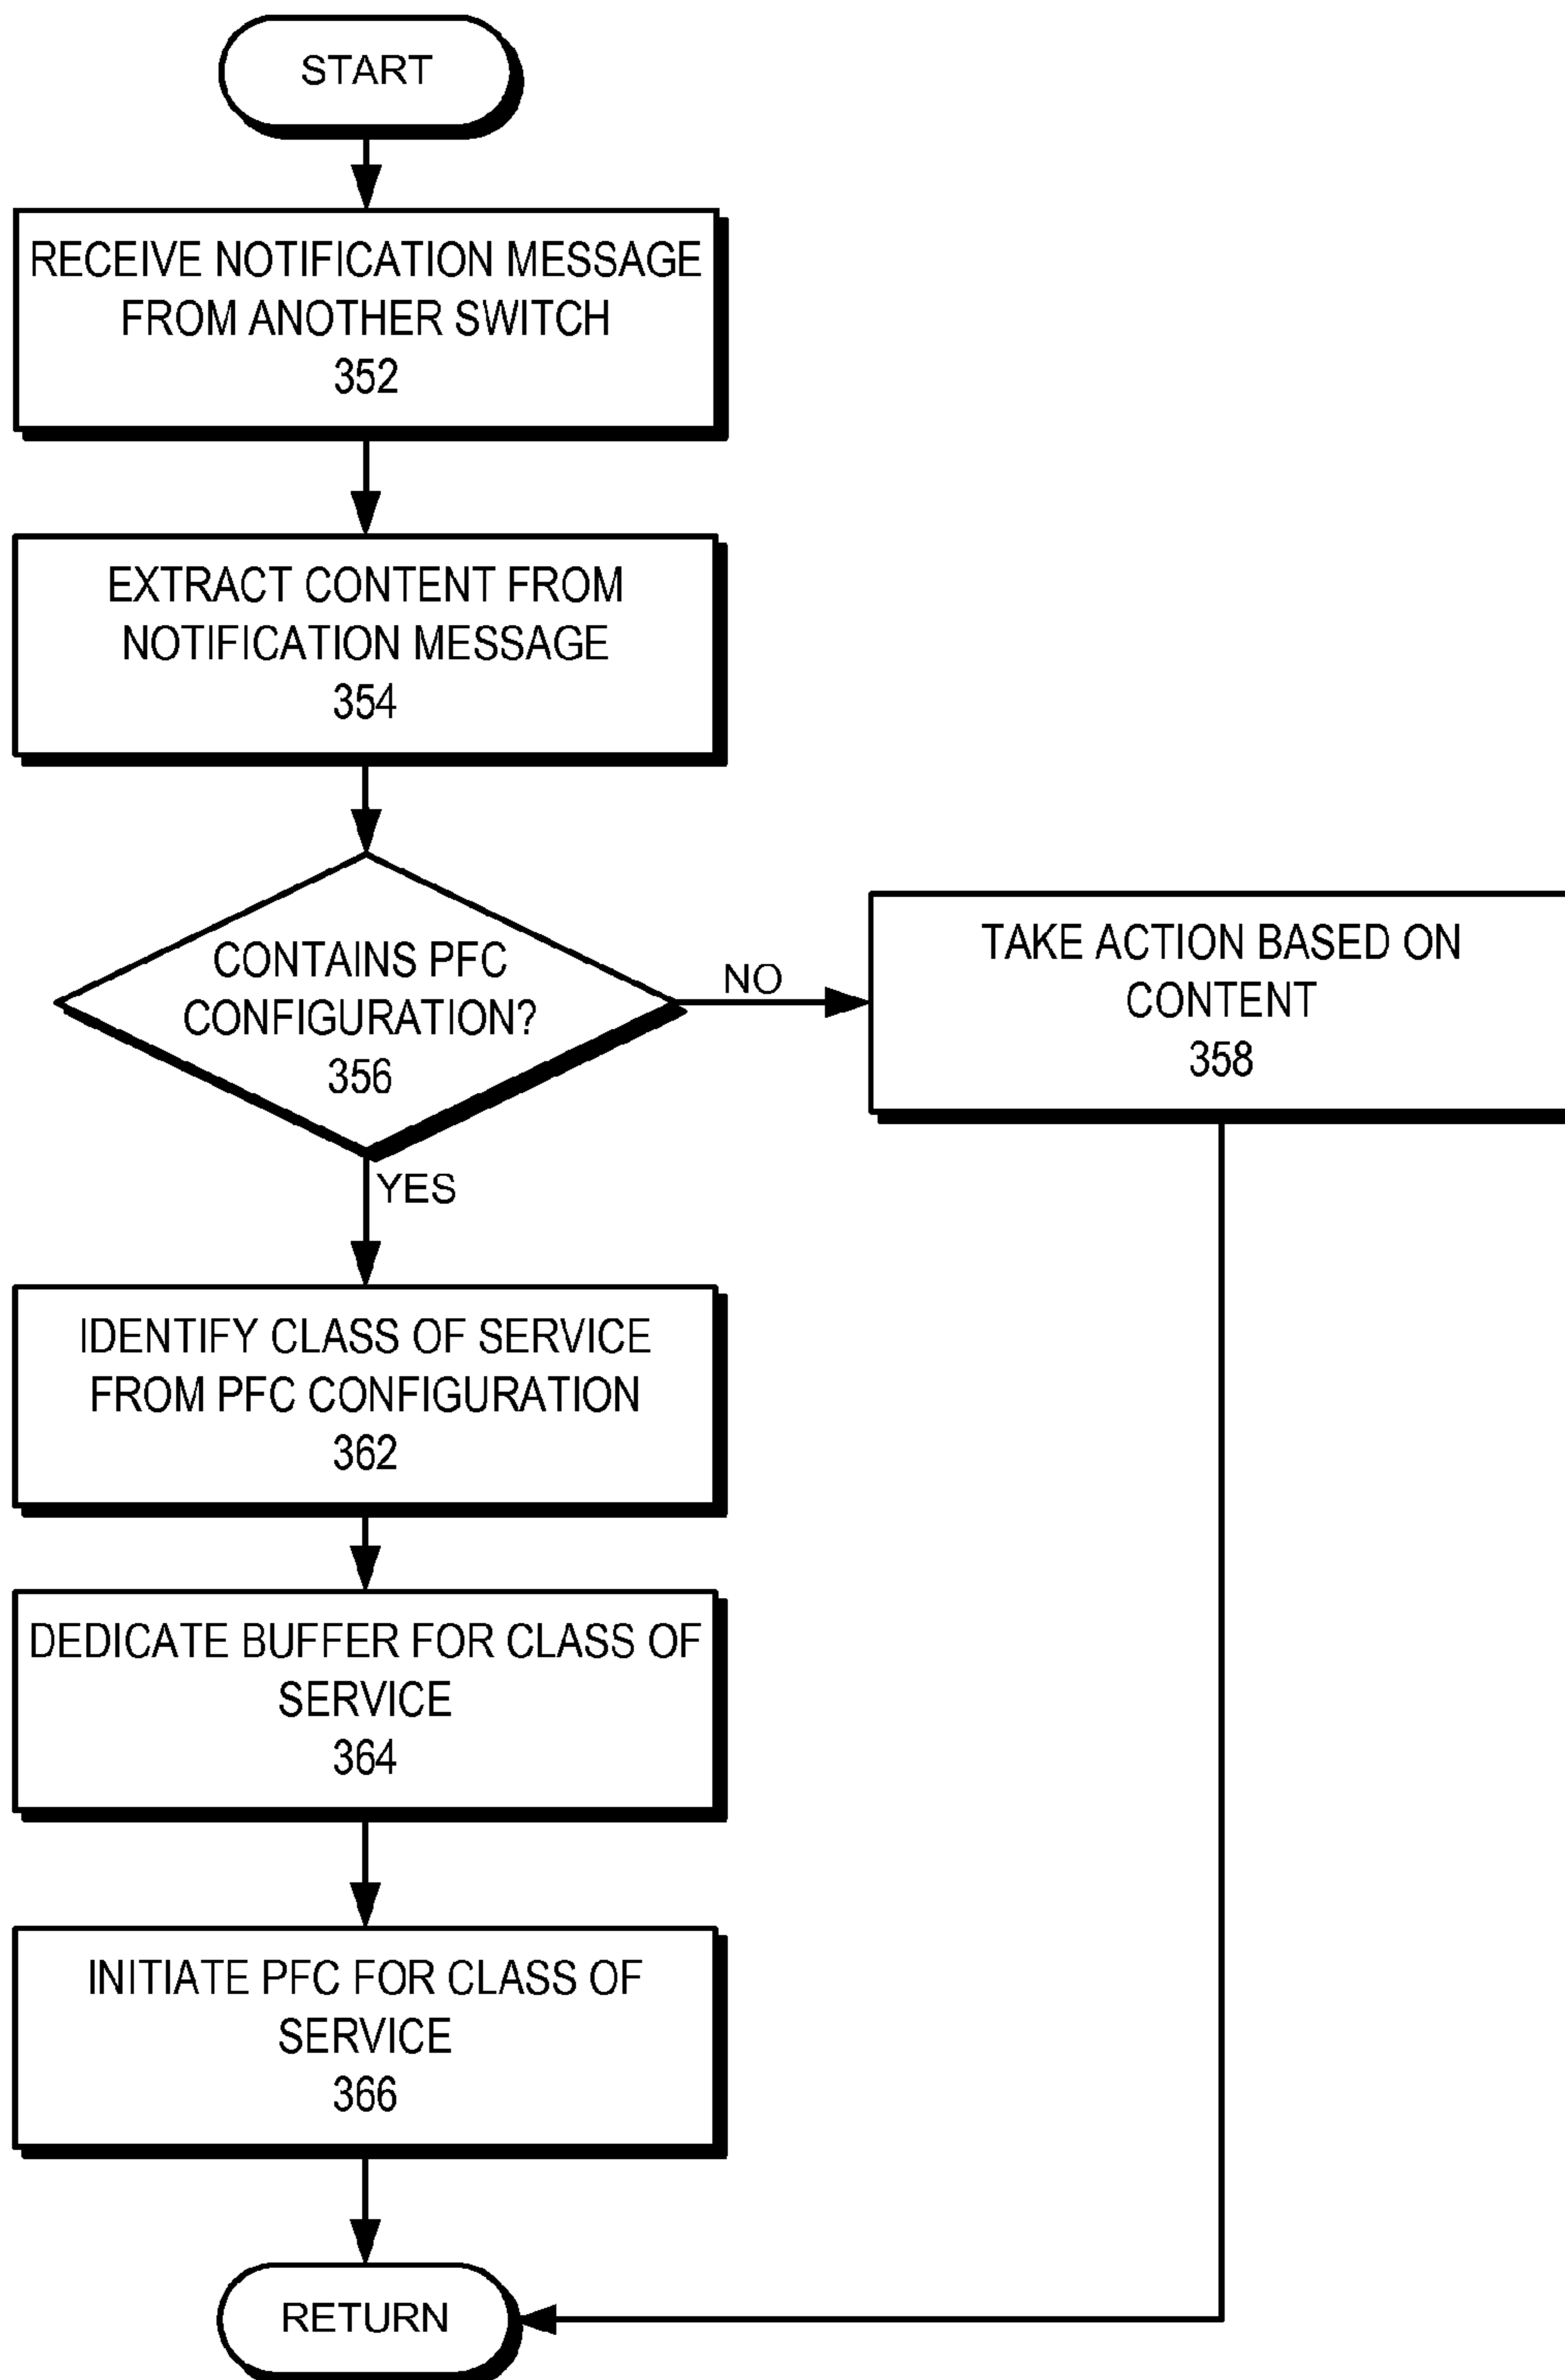 START
RECEIVE NOTIFICATION MESSAGE
FROM ANOTHER SWITCH
352
EXTRACT CONTENT FROM
NOTIFICATION MESSAGE
354
CONTAINS PFC
CONFIGURATION?
356
NO
TAKE ACTION BASED ON
CONTENT
358
YES
IDENTIFY CLASS OF SERVICE
FROM PFC CONFIGURATION
362
DEDICATE BUFFER FOR CLASS OF
SERVICE
364
INITIATE PFC FOR CLASS OF
SERVICE
366
RETURN